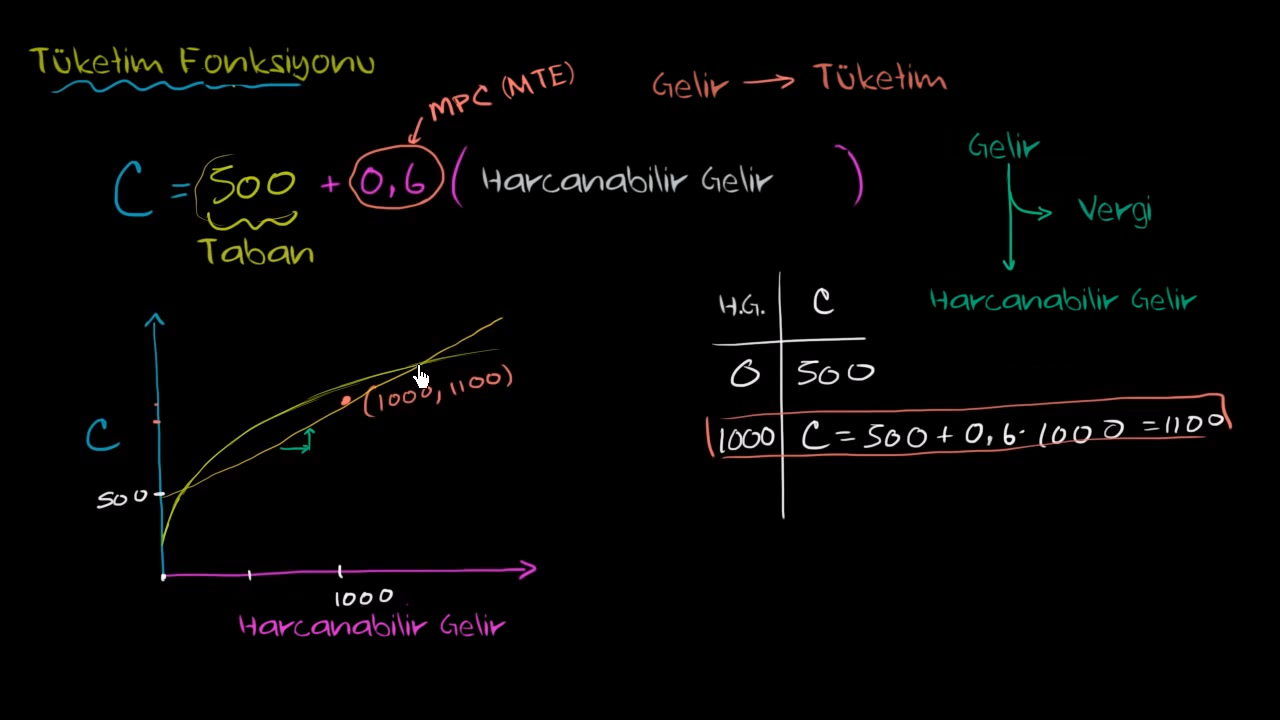 Tüketim Fonksiyonu
MPC (MTE)
Gelir → Tüketim
C = 500 + 0,6 ( Harcanabilir Gelir )
Taban
Gelir
Vergi
Harcanabilir Gelir
H.G. C
0 500
1000 C = 500 + 0,6 · 1000 = 1100
(1000, 1100)
C
500
1000
Harcanabilir Gelir